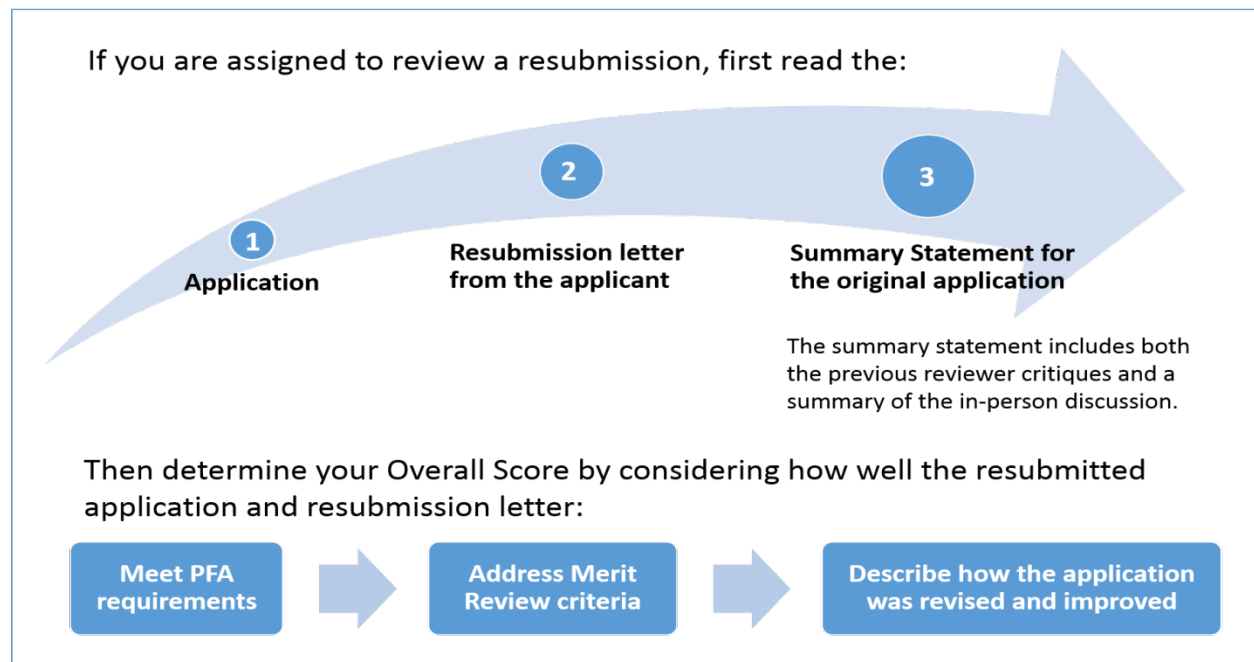 If you are assigned to review a resubmission, first read the:
1
Application
2
Resubmission letter
from the applicant
3
Summary Statement for
the original application
The summary statement includes both
the previous reviewer critiques and a
summary of the in-person discussion.
Then determine your Overall Score by considering how well the resubmitted
application and resubmission letter:
Meet PFA
requirements
Address Merit
Review criteria
Describe how the application
was revised and improved